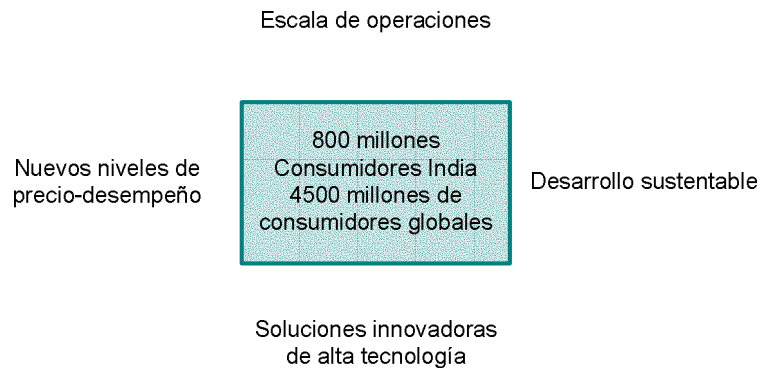 Escala de operaciones
800 millones
Consumidores India
4500 millones de
consumidores globales
Nuevos niveles de
precio-desempeño
Desarrollo sustentable
Soluciones innovadoras
de alta tecnología